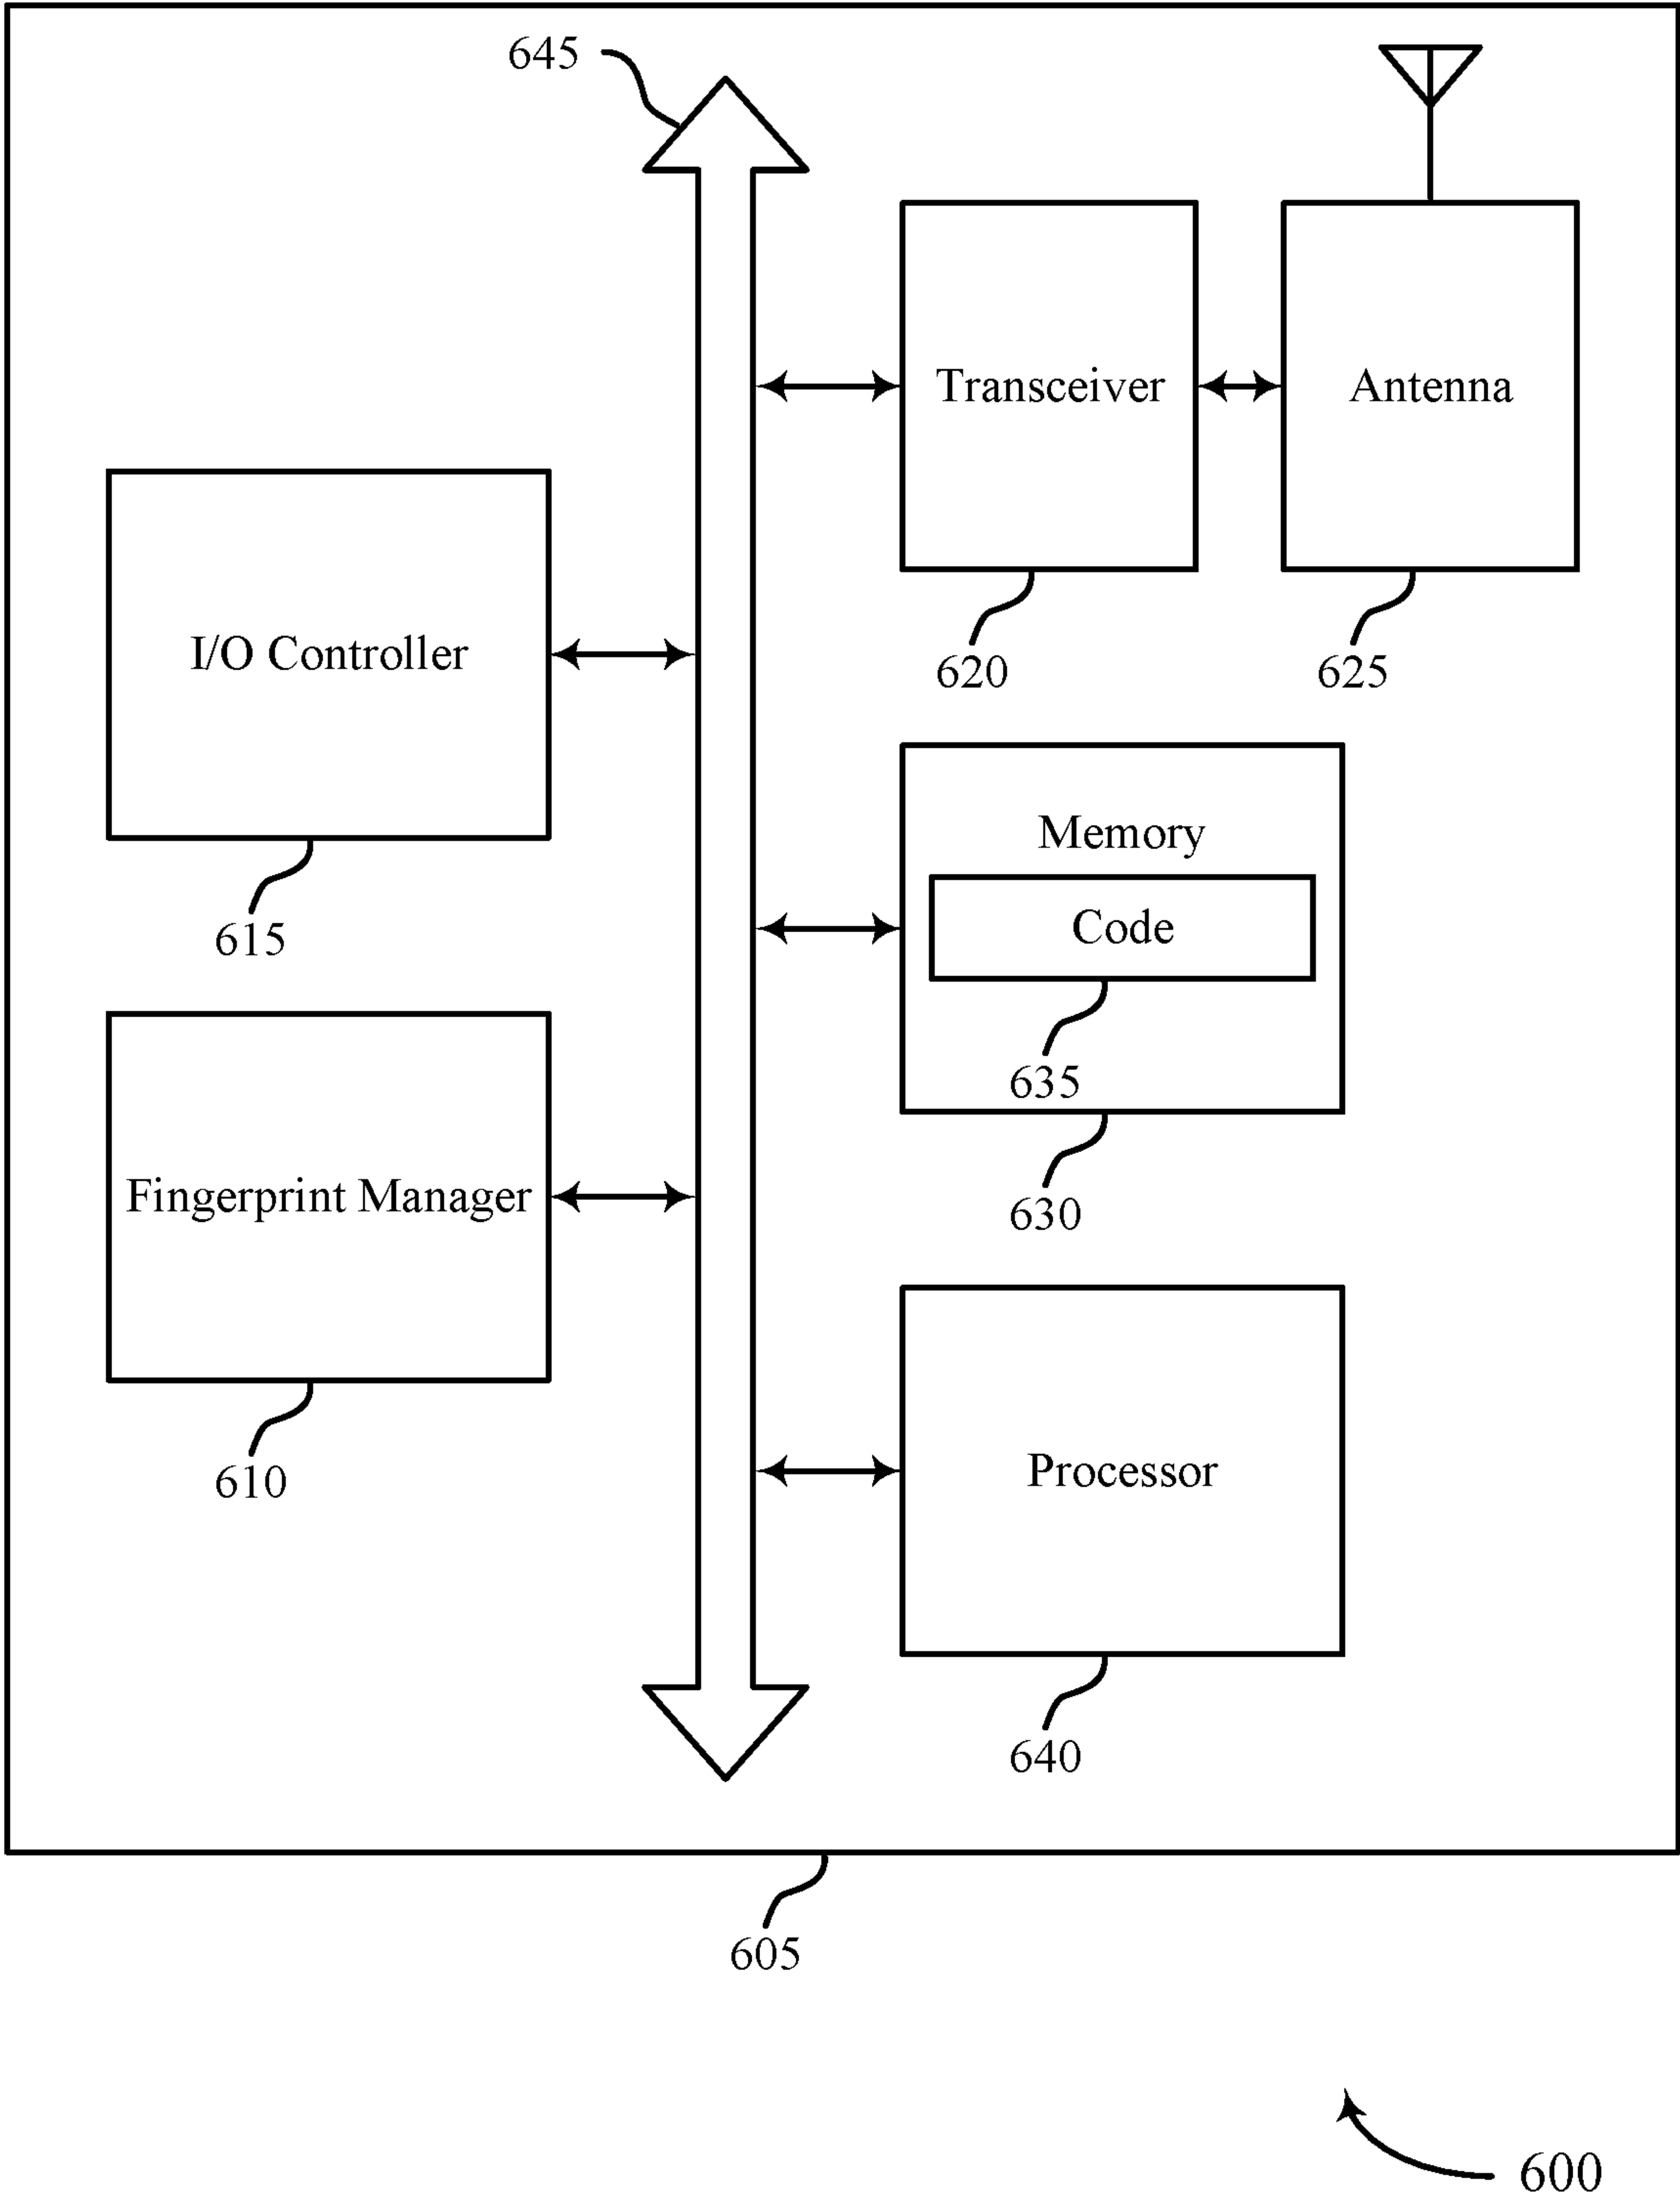 645
Transceiver
Antenna
620
625
I/O Controller
615
Memory
Code
635
630
Fingerprint Manager
610
Processor
640
605
600